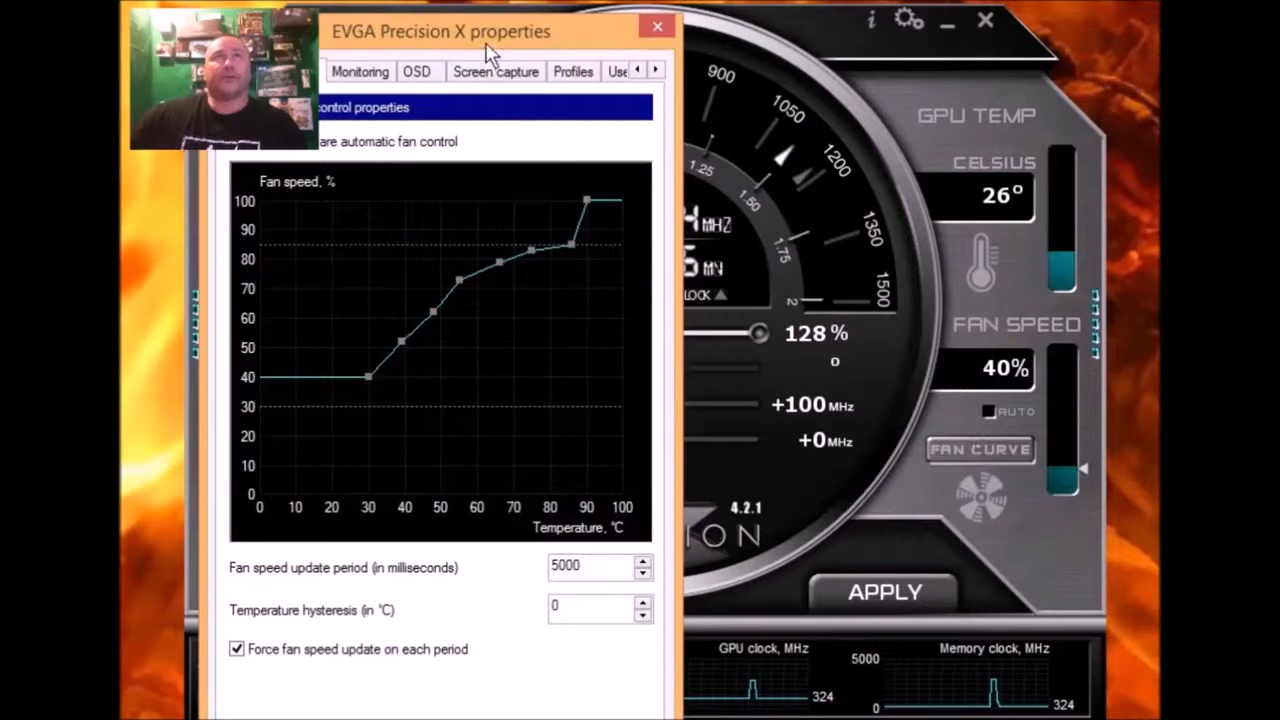 EVGA Precision X properties
Monitoring OSD Screen capture Profiles Use
control properties
are automatic fan control
Fan speed, %
100
90
80
70
60
50
40
30
20
10
0
0 10 20 30 40 50 60 70 80 90 100
Temperature, °C
Fan speed update period (in milliseconds) 5000
Temperature hysteresis (in °C) 0
Force fan speed update on each period
900
1050
1200
1350
1500
1.25
1.50
1.75
2
MHZ
MV
LOCK
128 %
o
+100 MHz
+0 MHz
4.2.1
ION
GPU TEMP
CELSIUS
26°
FAN SPEED
40%
AUTO
FAN CURVE
APPLY
GPU clock, MHz
324
Memory clock, MHz
5000
0
324